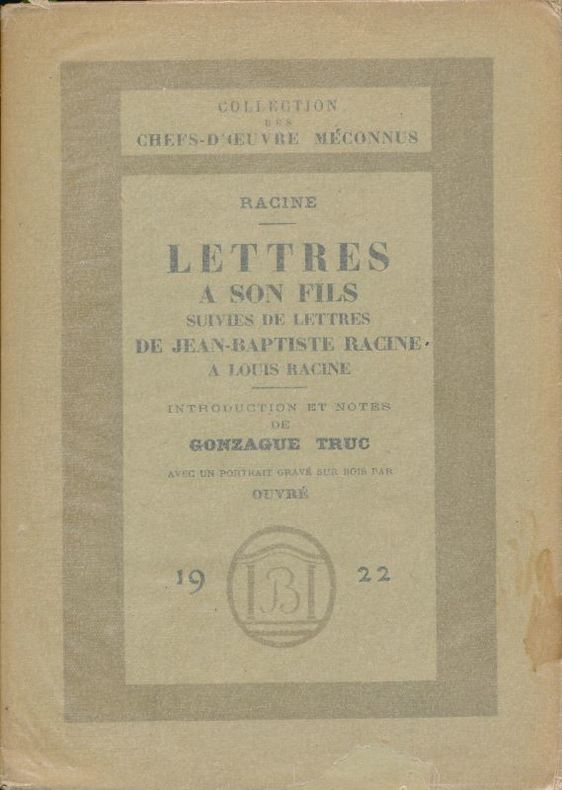 COLLECTION
DES
CHEFS-D'ŒUVRE MÉCONNUS
RACINE
LETTRES
A SON FILS
SUIVIES DE LETTRES
DE JEAN-BAPTISTE RACINE
A LOUIS RACINE
INTRODUCTION ET NOTES
DE
GONZAGUE TRUC
AVEC UN PORTRAIT GRAVÉ SUR BOIS PAR
OUVRÉ
19 22
B